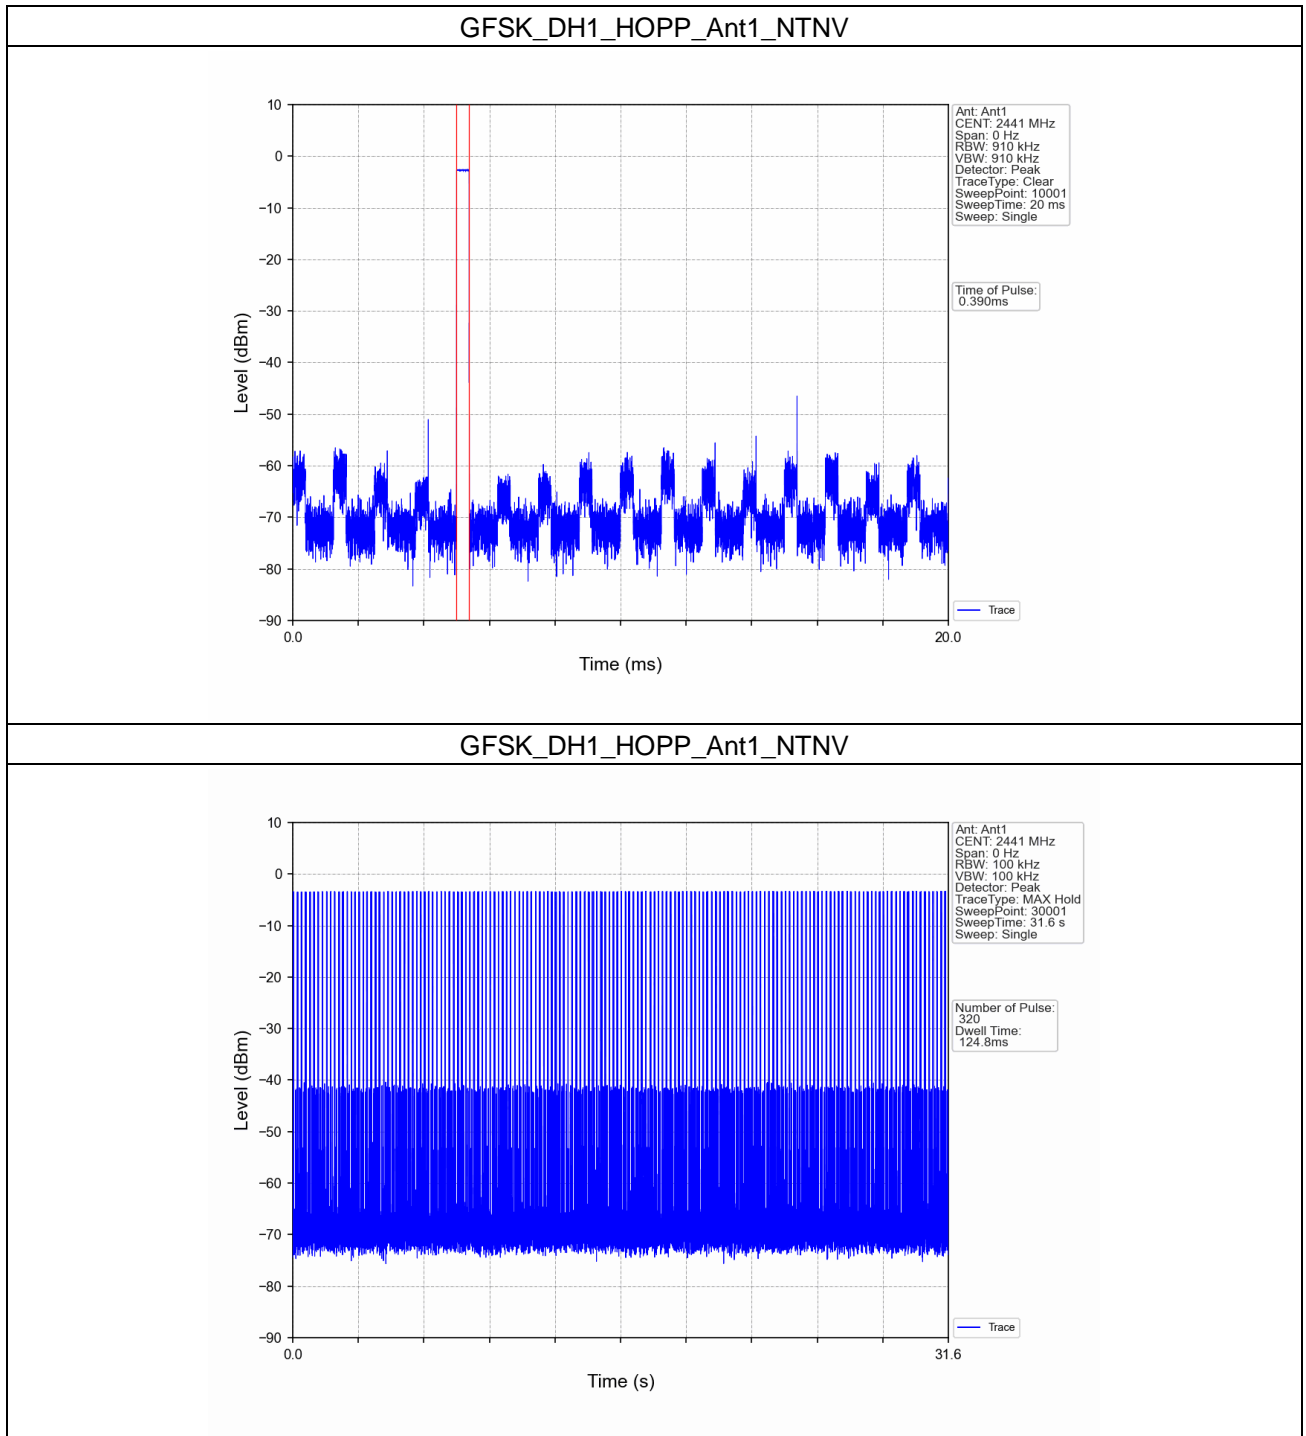 GFSK_DH1_HOPP_Ant1_NTNV
10
0
−10
−20
−30
−40
−50
−60
−70
−80
−90
Level (dBm)
0.0
20.0
Time (ms)
Ant: Ant1
CENT: 2441 MHz
Span: 0 Hz
RBW: 910 kHz
VBW: 910 kHz
Detector: Peak
TraceType: Clear
SweepPoint: 10001
SweepTime: 20 ms
Sweep: Single
Time of Pulse:
0.390ms
Trace
GFSK_DH1_HOPP_Ant1_NTNV
10
0
−10
−20
−30
−40
−50
−60
−70
−80
−90
Level (dBm)
0.0
31.6
Time (s)
Ant: Ant1
CENT: 2441 MHz
Span: 0 Hz
RBW: 100 kHz
VBW: 100 kHz
Detector: Peak
TraceType: MAX Hold
SweepPoint: 30001
SweepTime: 31.6 s
Sweep: Single
Number of Pulse:
320
Dwell Time:
124.8ms
Trace